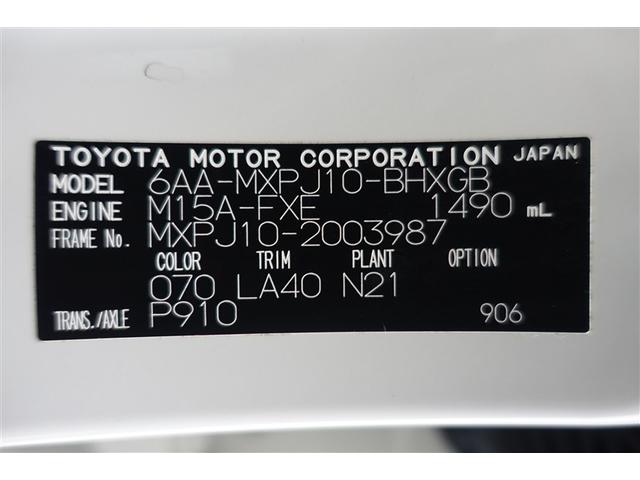 TOYOTA MOTOR CORPORATION JAPAN
MODEL 6AA-MXPJ10-BHXGB
ENGINE M15A-FXE 1490 mL
FRAME No. MXPJ10-2003987
COLOR TRIM PLANT OPTION
070 LA40 N21
TRANS./AXLE P910 906